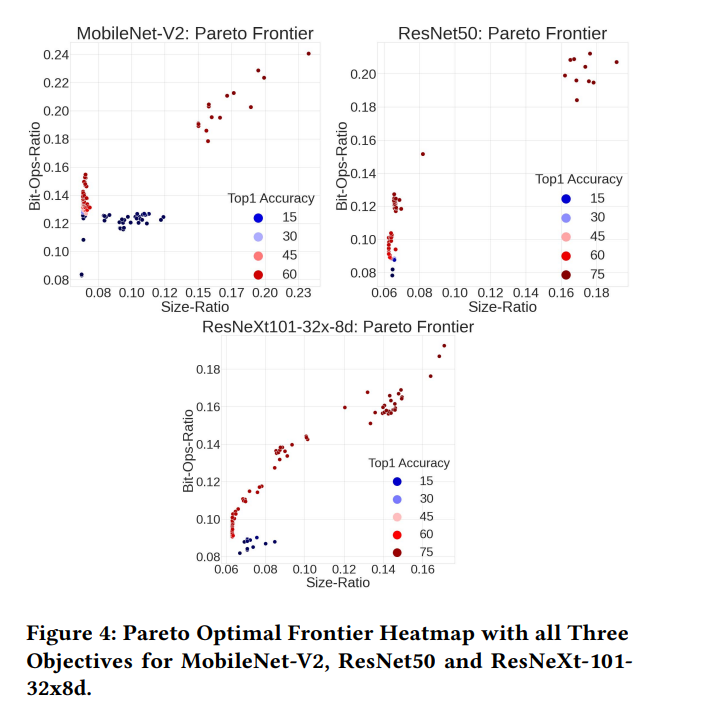 MobileNet-V2: Pareto Frontier
Bit-Ops-Ratio
0.24
0.22
0.20
0.18
0.16
0.14
0.12
0.10
0.08
Top1 Accuracy
15
30
45
60
0.08 0.10 0.12 0.15 0.17 0.20 0.23
Size-Ratio
ResNet50: Pareto Frontier
Bit-Ops-Ratio
0.20
0.18
0.16
0.14
0.12
0.10
0.08
Top1 Accuracy
15
30
45
60
75
0.06 0.08 0.10 0.12 0.14 0.16 0.18
Size-Ratio
ResNeXt101-32x-8d: Pareto Frontier
Bit-Ops-Ratio
0.18
0.16
0.14
0.12
0.10
0.08
Top1 Accuracy
15
30
45
60
75
0.06 0.08 0.10 0.12 0.14 0.16
Size-Ratio
Figure 4: Pareto Optimal Frontier Heatmap with all Three
Objectives for MobileNet-V2, ResNet50 and ResNeXt-101-
32x8d.